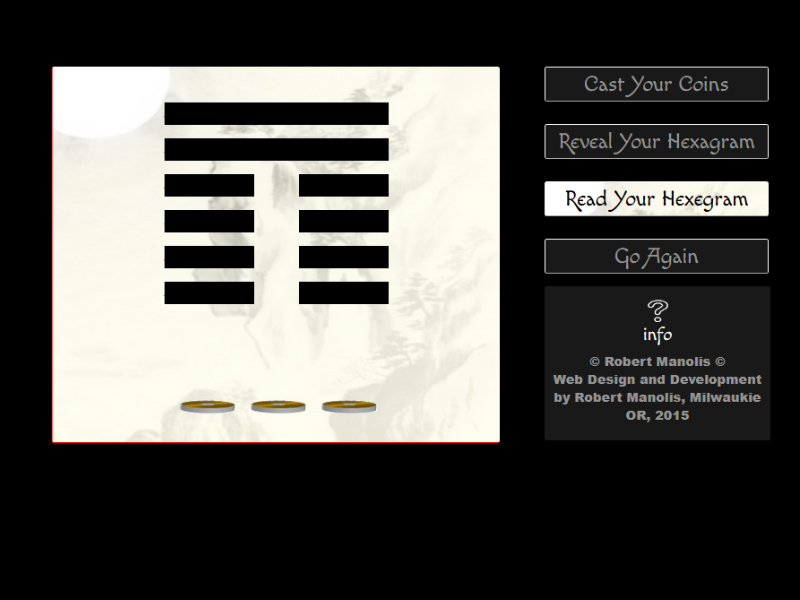 Cast Your Coins
Reveal Your Hexagram
Read Your Hexegram
Go Again
?
info
© Robert Manolis ©
Web Design and Development
by Robert Manolis, Milwaukie
OR, 2015